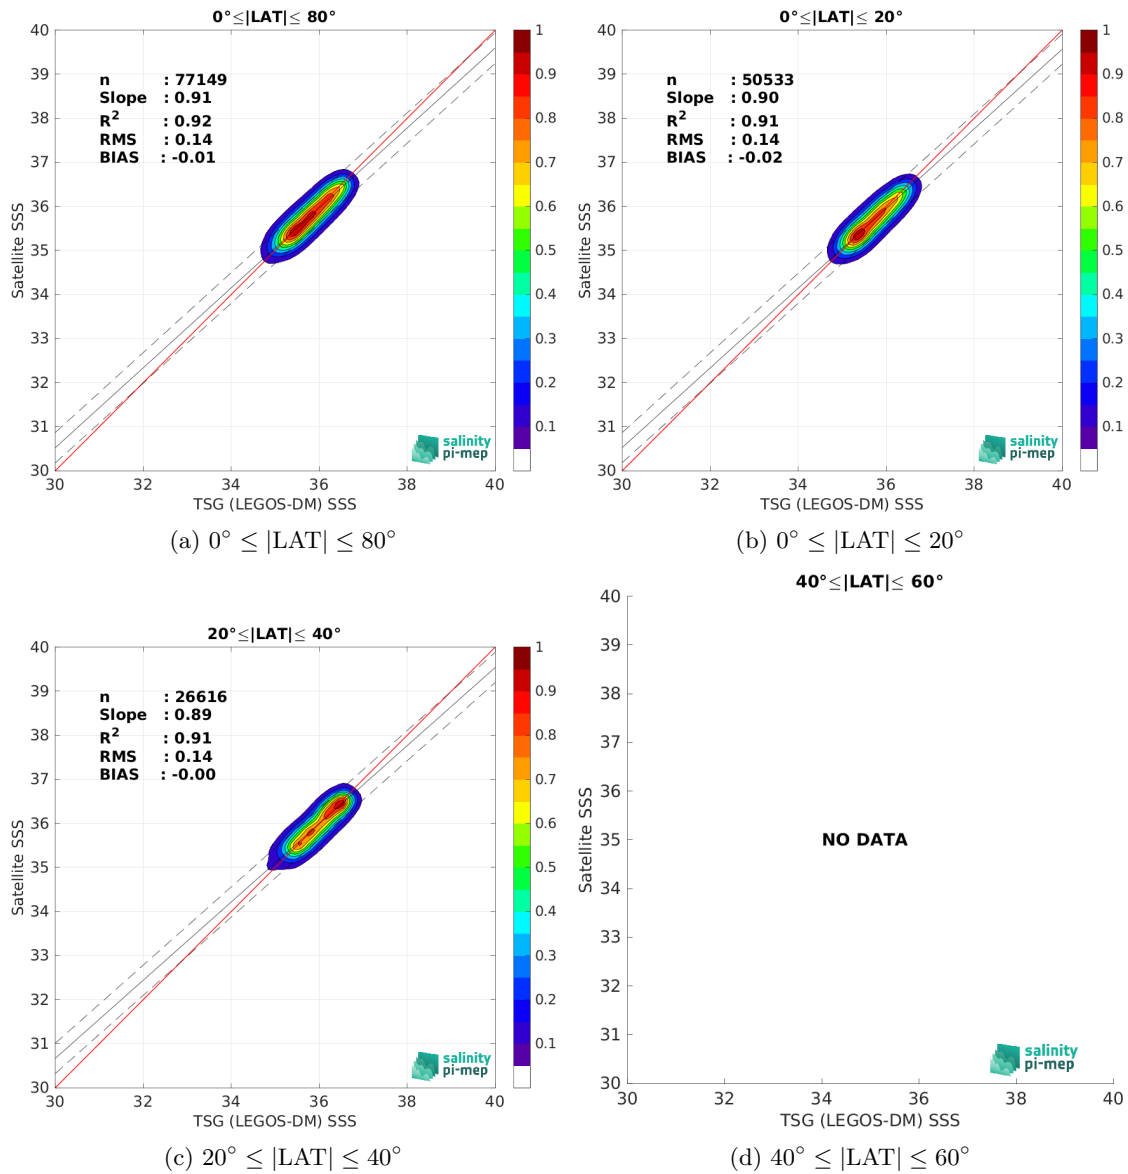 0°≤|LAT|≤ 80°
n : 77149
Slope : 0.91
R² : 0.92
RMS : 0.14
BIAS : -0.01
40
39
38
37
36
35
34
33
32
31
30
Satellite SSS
30 32 34 36 38 40
TSG (LEGOS-DM) SSS
1
0.9
0.8
0.7
0.6
0.5
0.4
0.3
0.2
0.1
salinity
pi-mep
(a) 0° ≤ |LAT| ≤ 80°
0°≤|LAT|≤ 20°
n : 50533
Slope : 0.90
R² : 0.91
RMS : 0.14
BIAS : -0.02
40
39
38
37
36
35
34
33
32
31
30
Satellite SSS
30 32 34 36 38 40
TSG (LEGOS-DM) SSS
1
0.9
0.8
0.7
0.6
0.5
0.4
0.3
0.2
0.1
salinity
pi-mep
(b) 0° ≤ |LAT| ≤ 20°
20°≤|LAT|≤ 40°
n : 26616
Slope : 0.89
R² : 0.91
RMS : 0.14
BIAS : -0.00
40
39
38
37
36
35
34
33
32
31
30
Satellite SSS
30 32 34 36 38 40
TSG (LEGOS-DM) SSS
1
0.9
0.8
0.7
0.6
0.5
0.4
0.3
0.2
0.1
salinity
pi-mep
(c) 20° ≤ |LAT| ≤ 40°
40°≤|LAT|≤ 60°
40
39
38
37
36
35
34
33
32
31
30
Satellite SSS
NO DATA
30 32 34 36 38 40
TSG (LEGOS-DM) SSS
salinity
pi-mep
(d) 40° ≤ |LAT| ≤ 60°